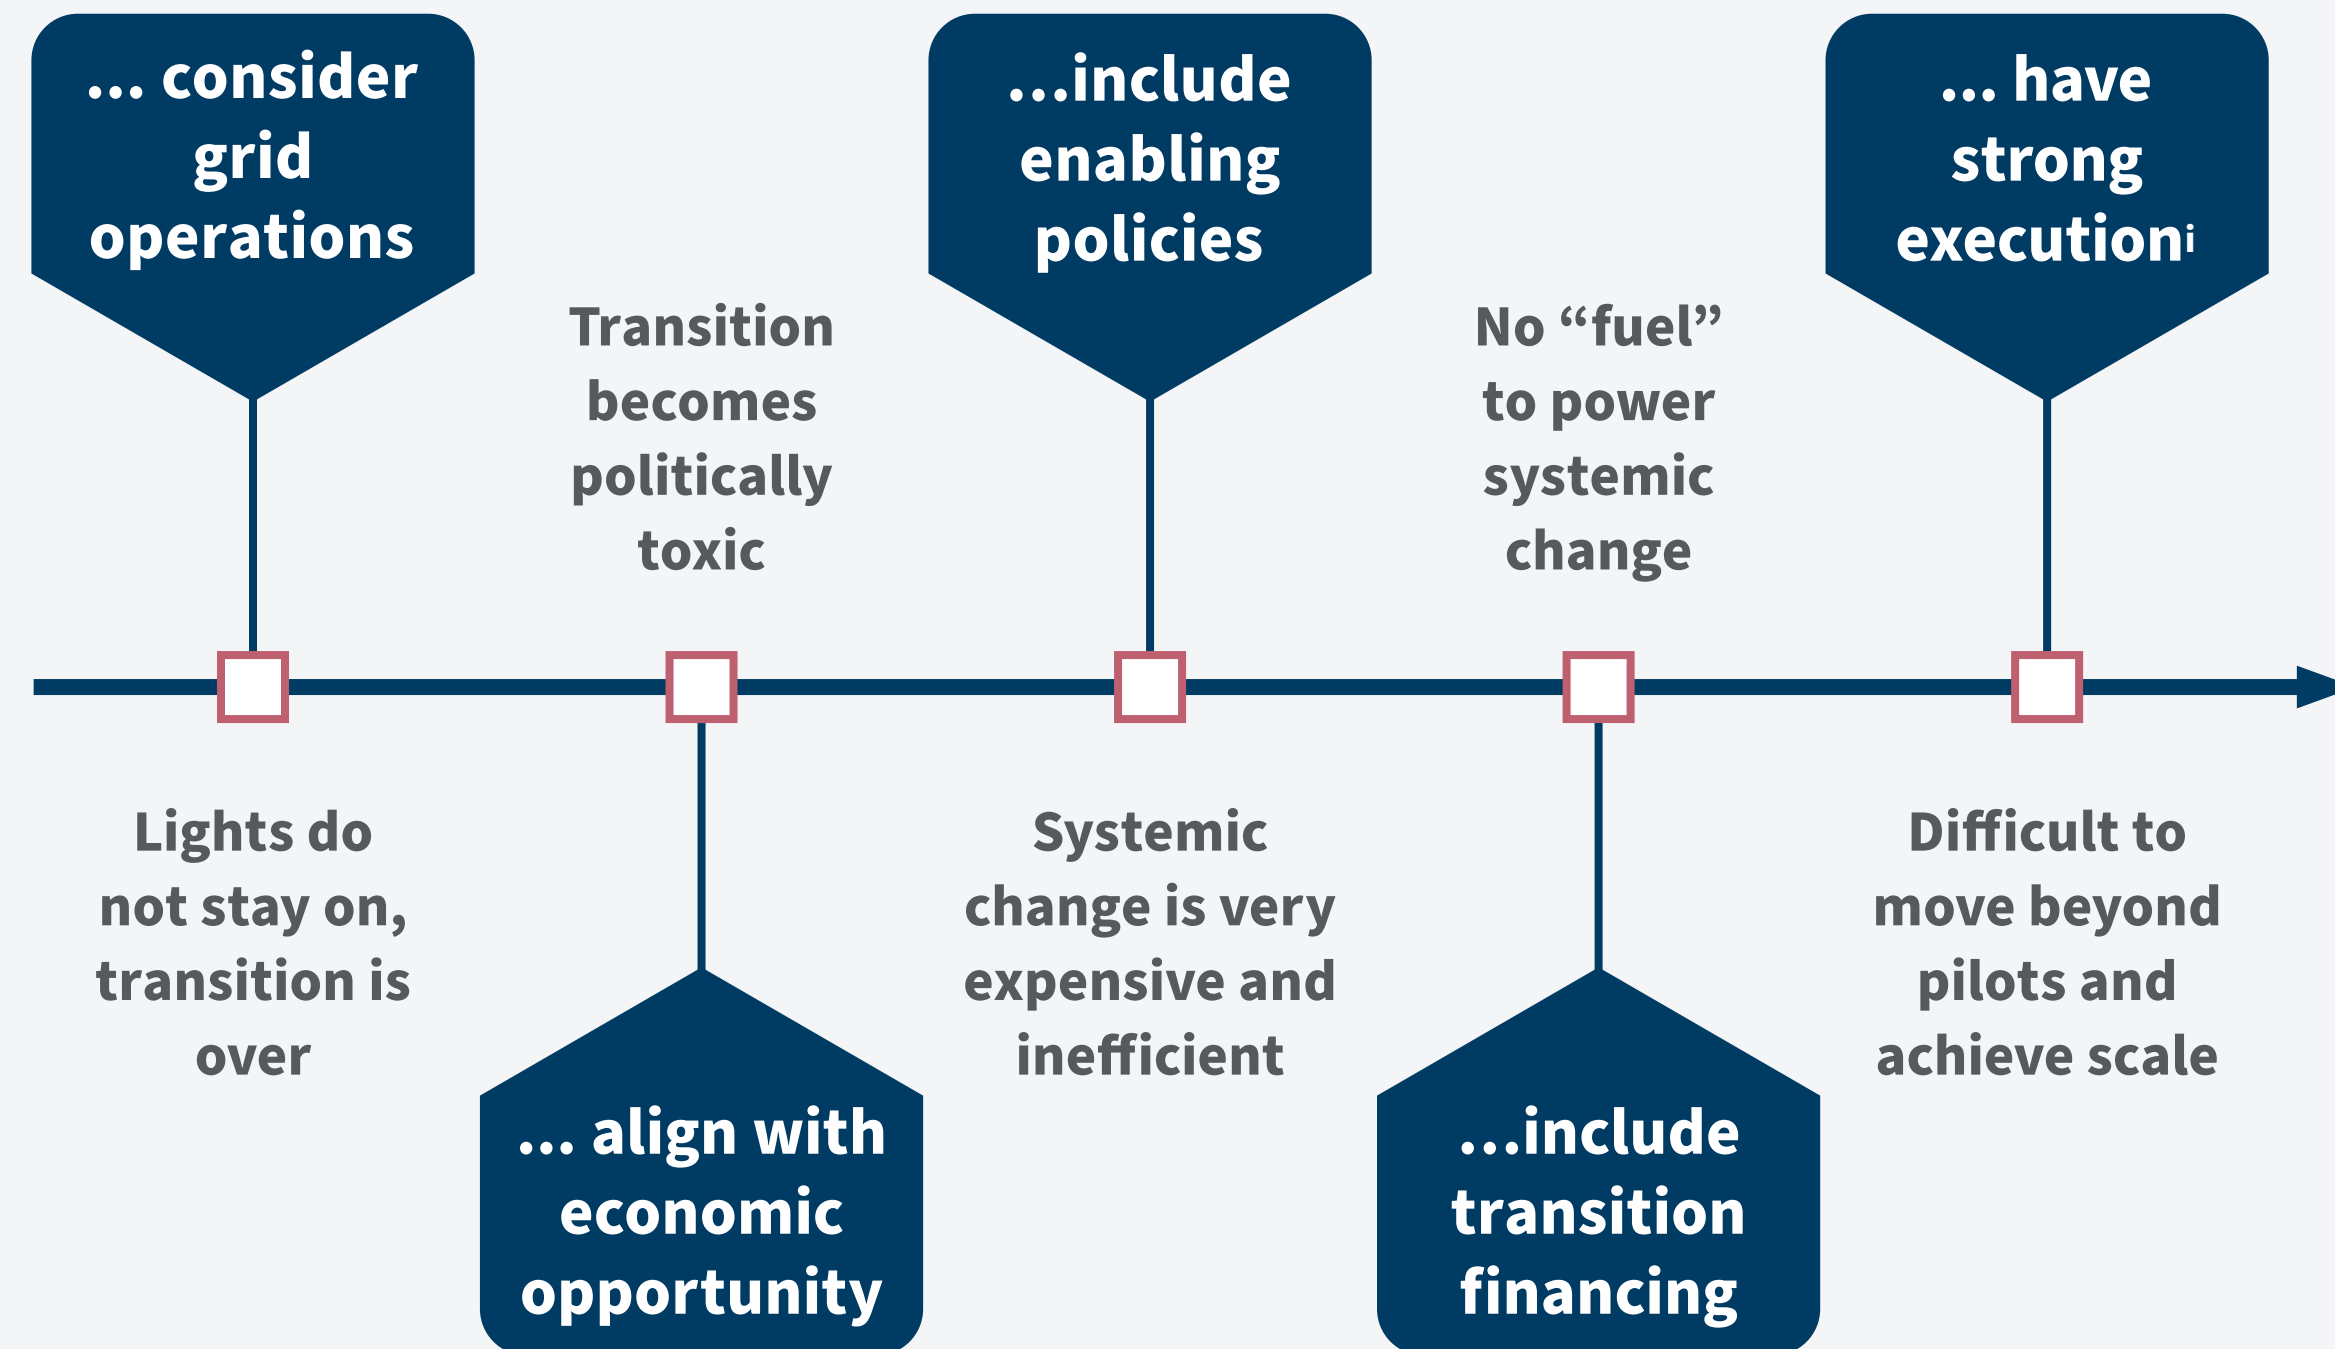 ... consider
grid
operations
Lights do
not stay on,
transition is
over
Transition
becomes
politically
toxic
... align with
economic
opportunity
...include
enabling
policies
Systemic
change is very
expensive and
inefficient
No “fuel”
to power
systemic
change
...include
transition
financing
... have
strong
executionⁱ
Difficult to
move beyond
pilots and
achieve scale